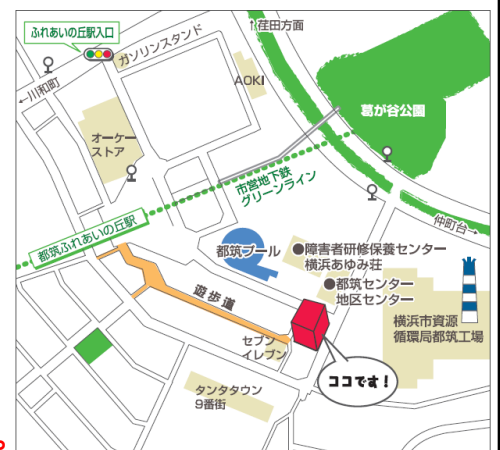 ふれあいの丘駅入口
ガソリンスタンド
↑荏田方面
←川和町
AOKI
葛が谷公園
オーケー
ストア
市営地下鉄
グリーンライン
仲町台→
都筑ふれあいの丘駅
都筑プール
●障害者研修保養センター
横浜あゆみ荘
●都筑センター
地区センター
遊歩道
横浜市資源
循環局都筑工場
セブン
イレブン
ココです！
タンタタウン
9番街